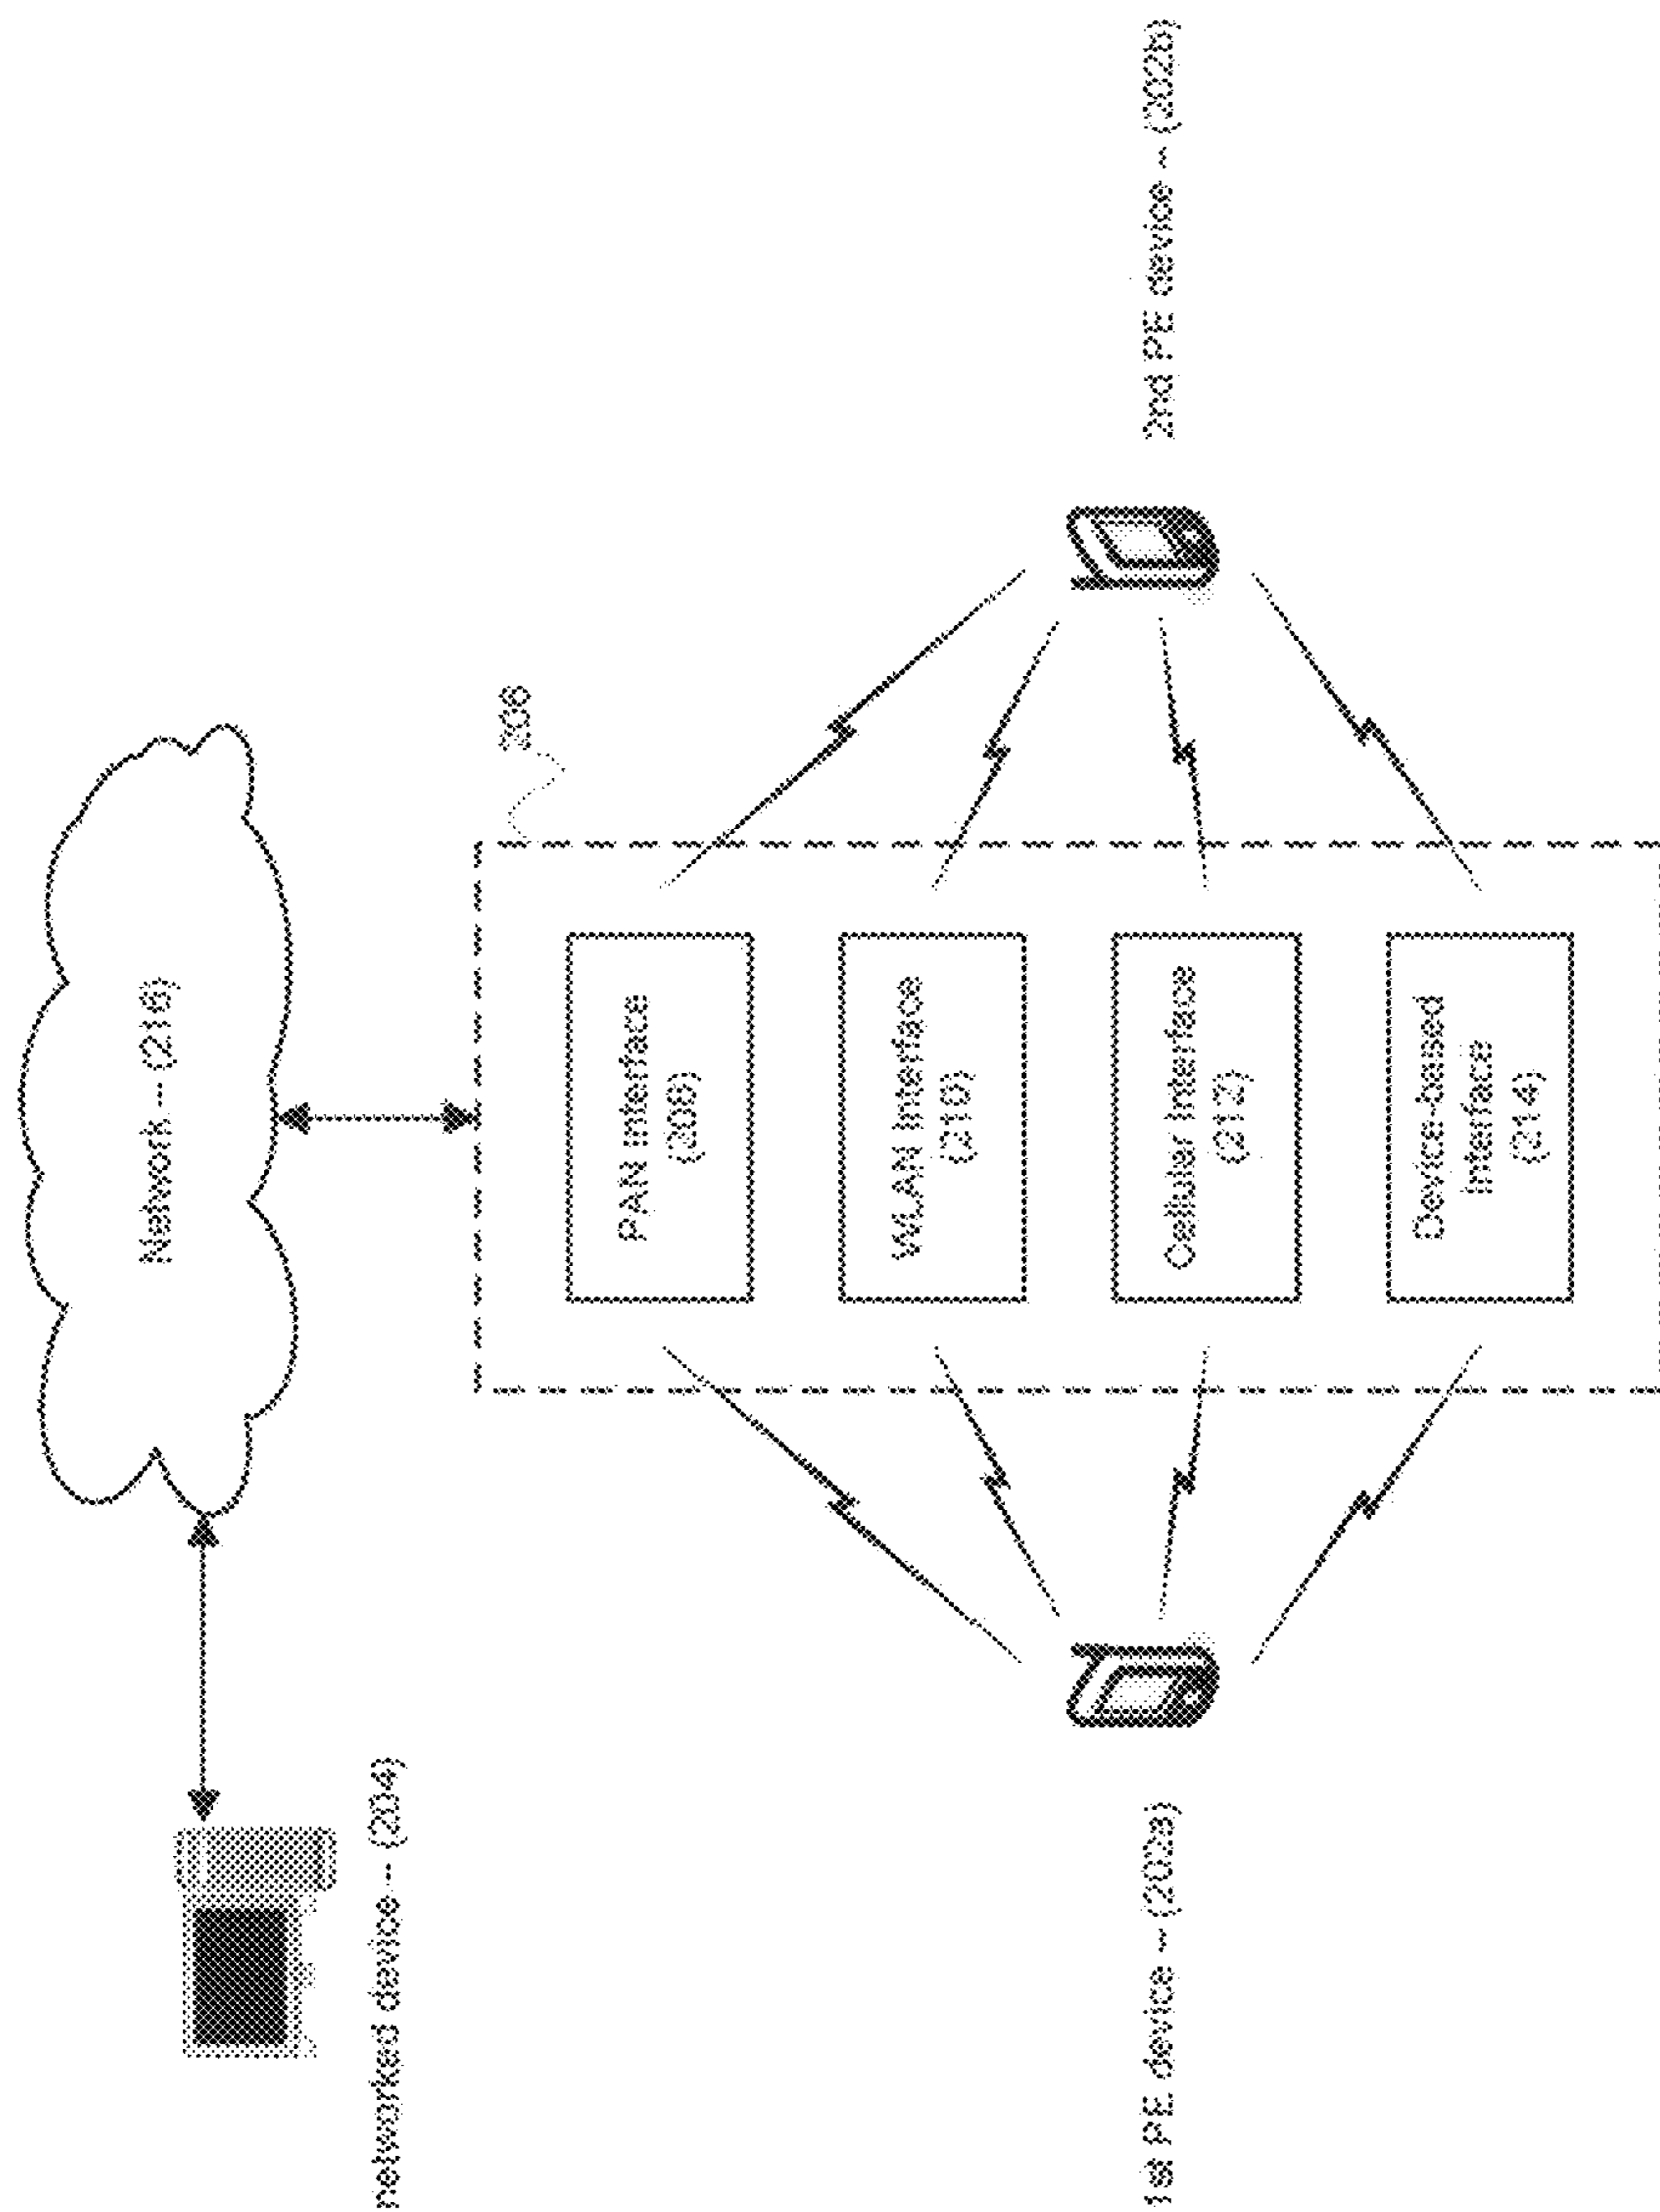 Network -- (216)
networked device -- (204)
206
PAN Interface
(208)
WLAN Interface
(210)
Cellular Interface
(212)
Device-based
Interface
(214)
1st PE device -- (202a)
2nd PE device -- (202b)